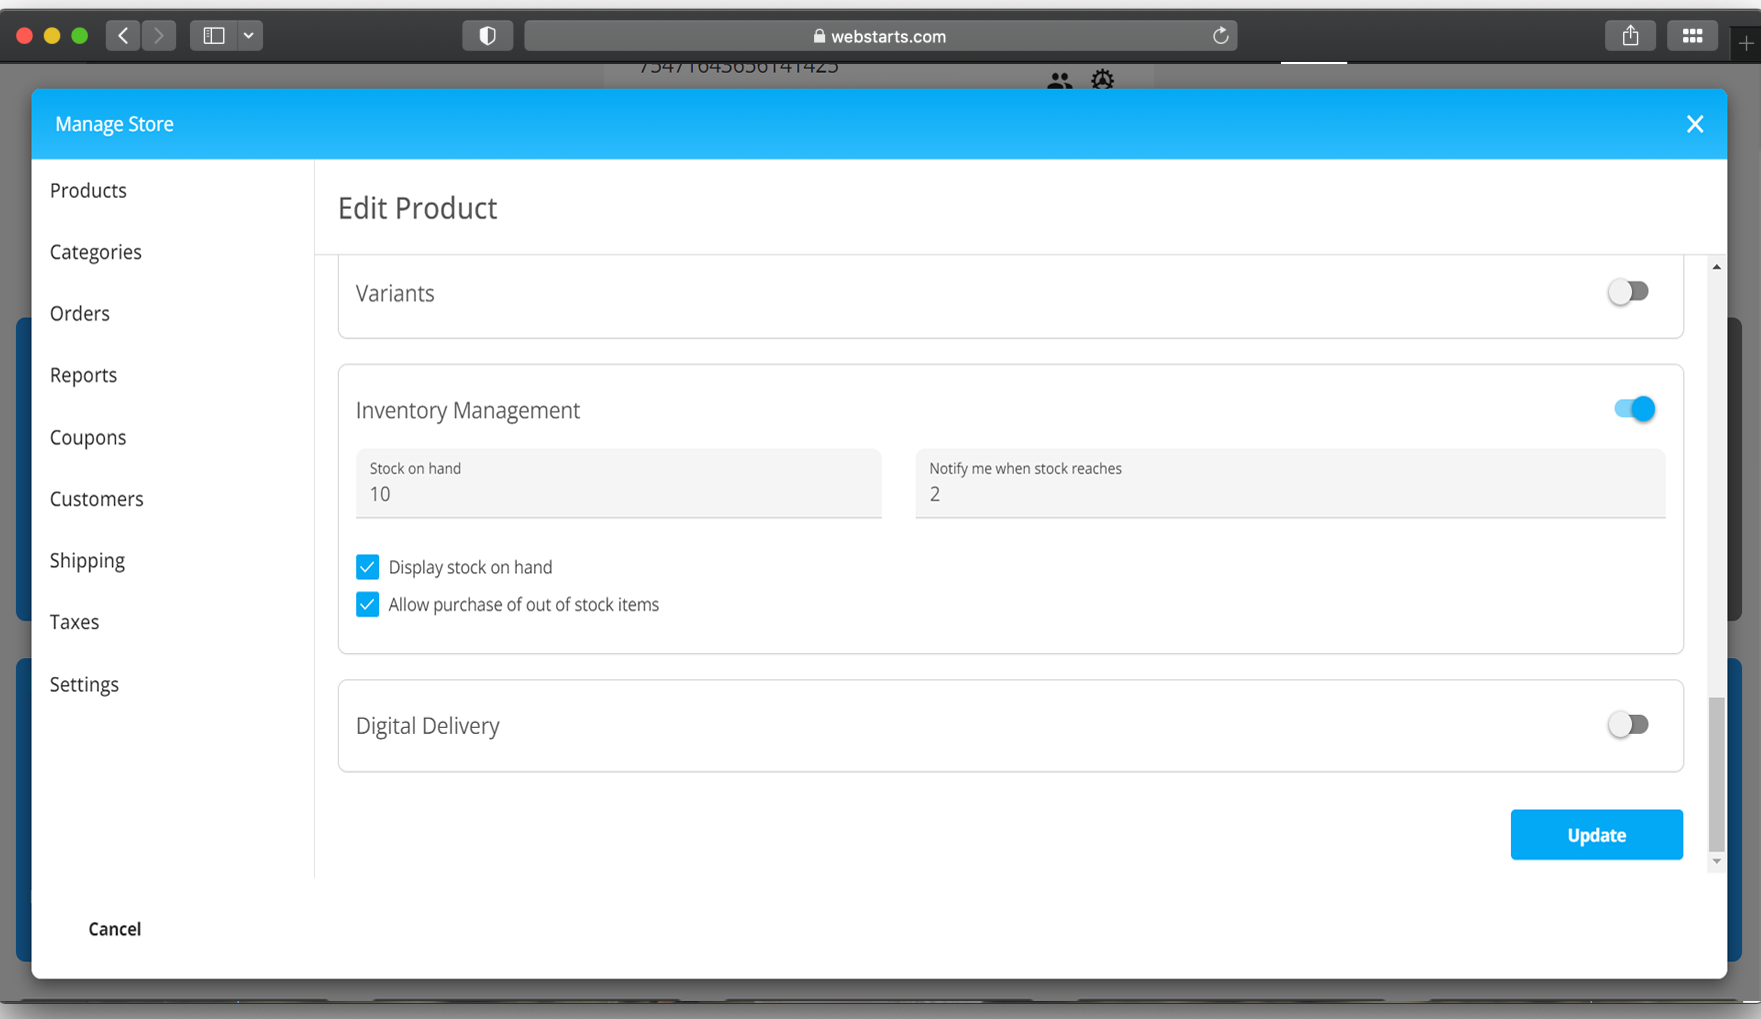 webstarts.com
75471643656141425
Manage Store
Products
Categories
Orders
Reports
Coupons
Customers
Shipping
Taxes
Settings
Edit Product
Variants
Inventory Management
Stock on hand
10
Notify me when stock reaches
2
Display stock on hand
Allow purchase of out of stock items
Digital Delivery
Update
Cancel